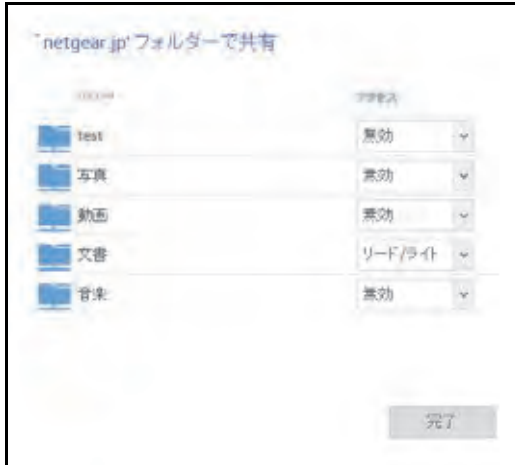 `netgear.jp'フォルダーで共有
アクセス
test 無効
写真 無効
動画 無効
文書 リード/ライト
音楽 無効
完了